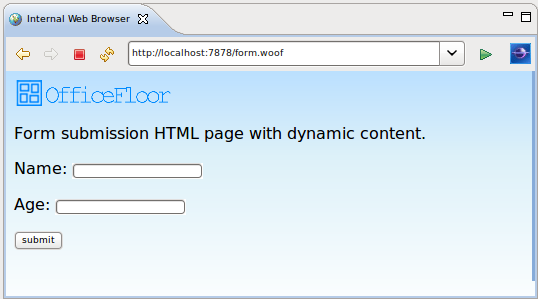 Internal Web Browser
http://localhost:7878/form.woof
OfficeFloor
Form submission HTML page with dynamic content.
Name:
Age:
submit